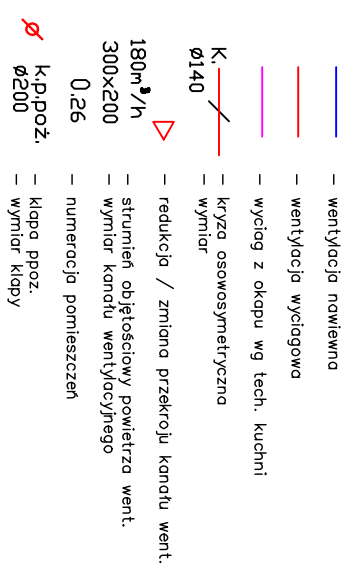 – wentylacja nawiewna
– wentylacja wyciągowa
– wyciąg z okapu wg tech. kuchni
K. – kryza osowosymetryczna
Ø140 – wymiar
– redukcja / zmiana przekroju kanału went.
180m³/h – strumień objętościowy powietrza went.
300x200 – wymiar kanału wentylacyjnego
0.26 – numeracja pomieszczeń
k.p.poż. – klapa ppoz.
Ø200 – wymiar klapy